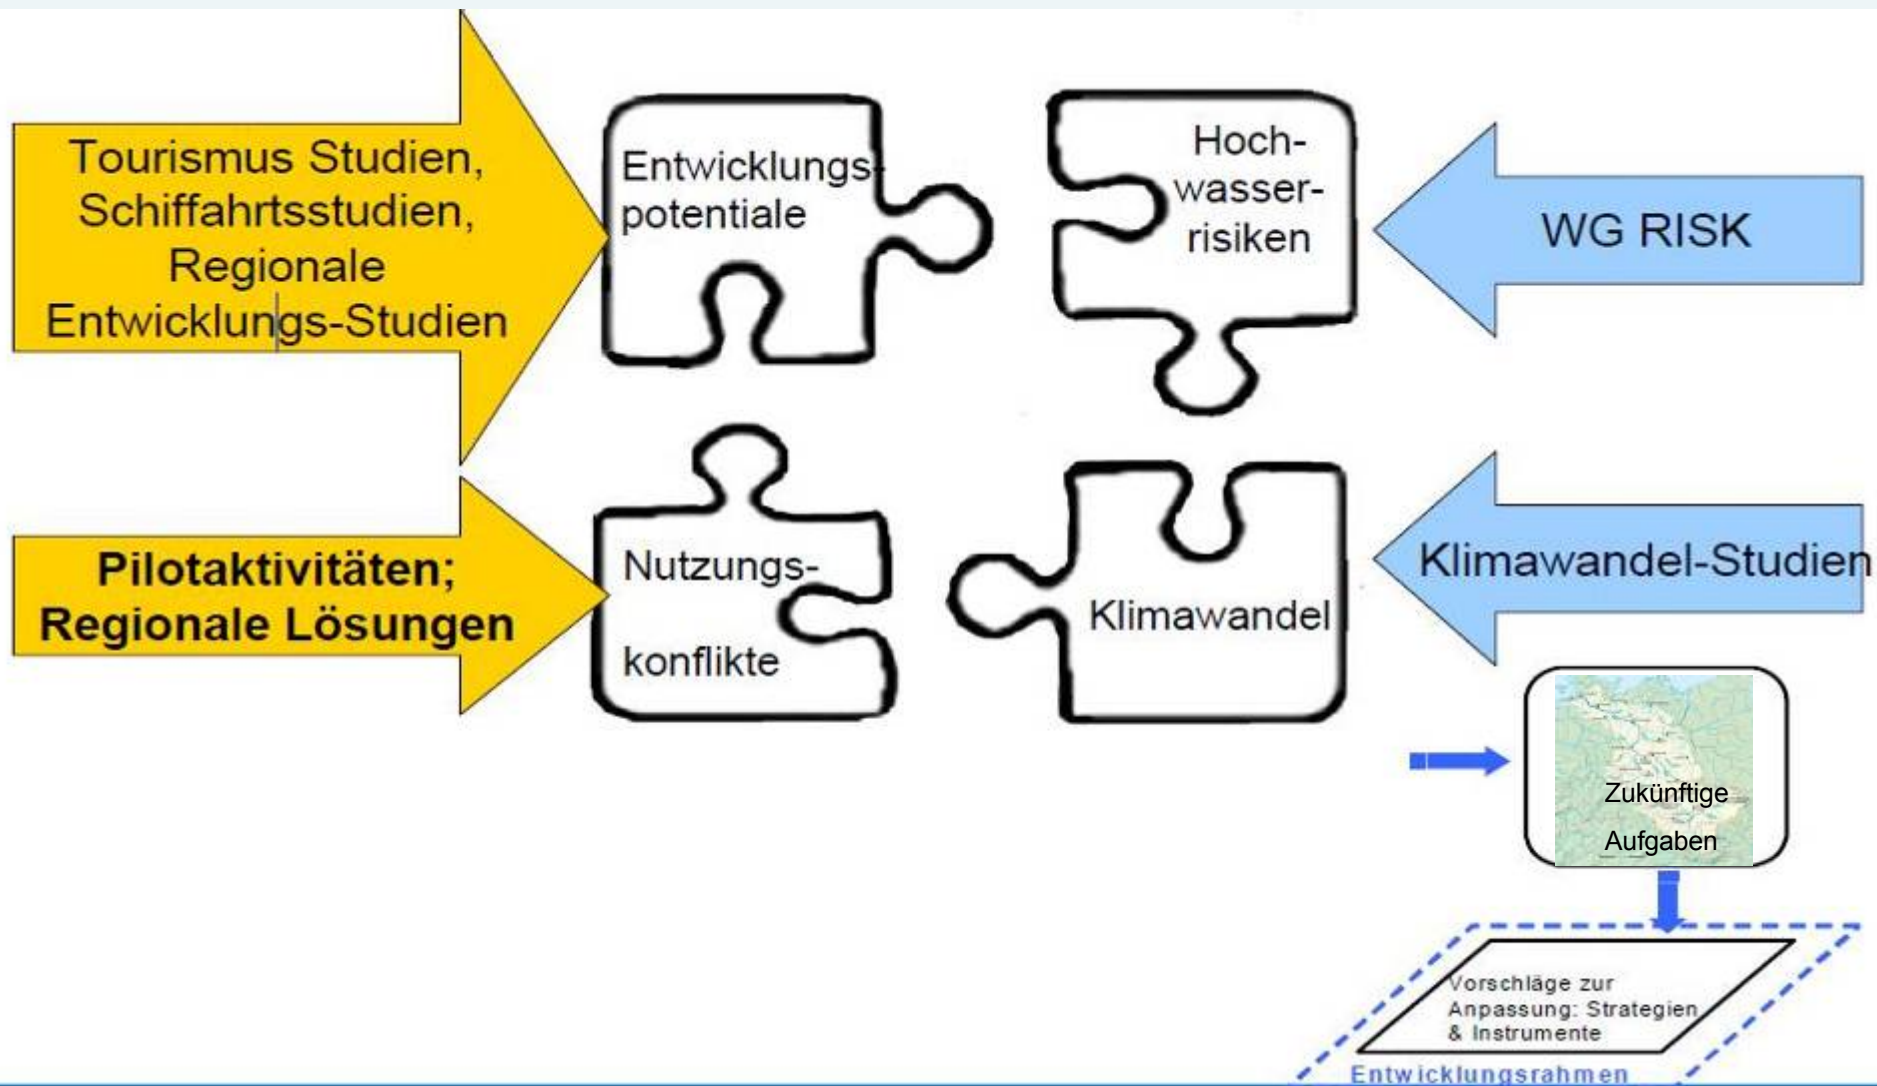 Tourismus Studien,
Schiffahrtsstudien,
Regionale
Entwicklungs-Studien
Entwicklungs-
potentiale
Hoch-
wasser-
risiken
WG RISK
Pilotaktivitäten;
Regionale Lösungen
Nutzungs-
konflikte
Klimawandel
Klimawandel-Studien
Zukünftige
Aufgaben
Vorschläge zur
Anpassung: Strategien
& Instrumente
Entwicklungsrahmen